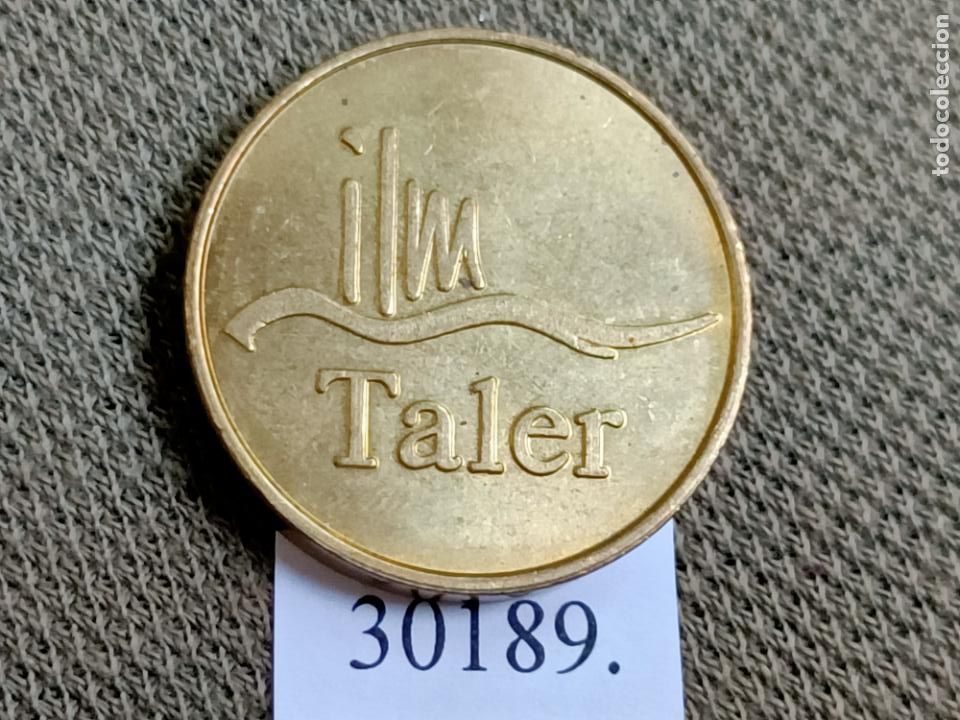 ilm
Taler
30189.
todocoleccion